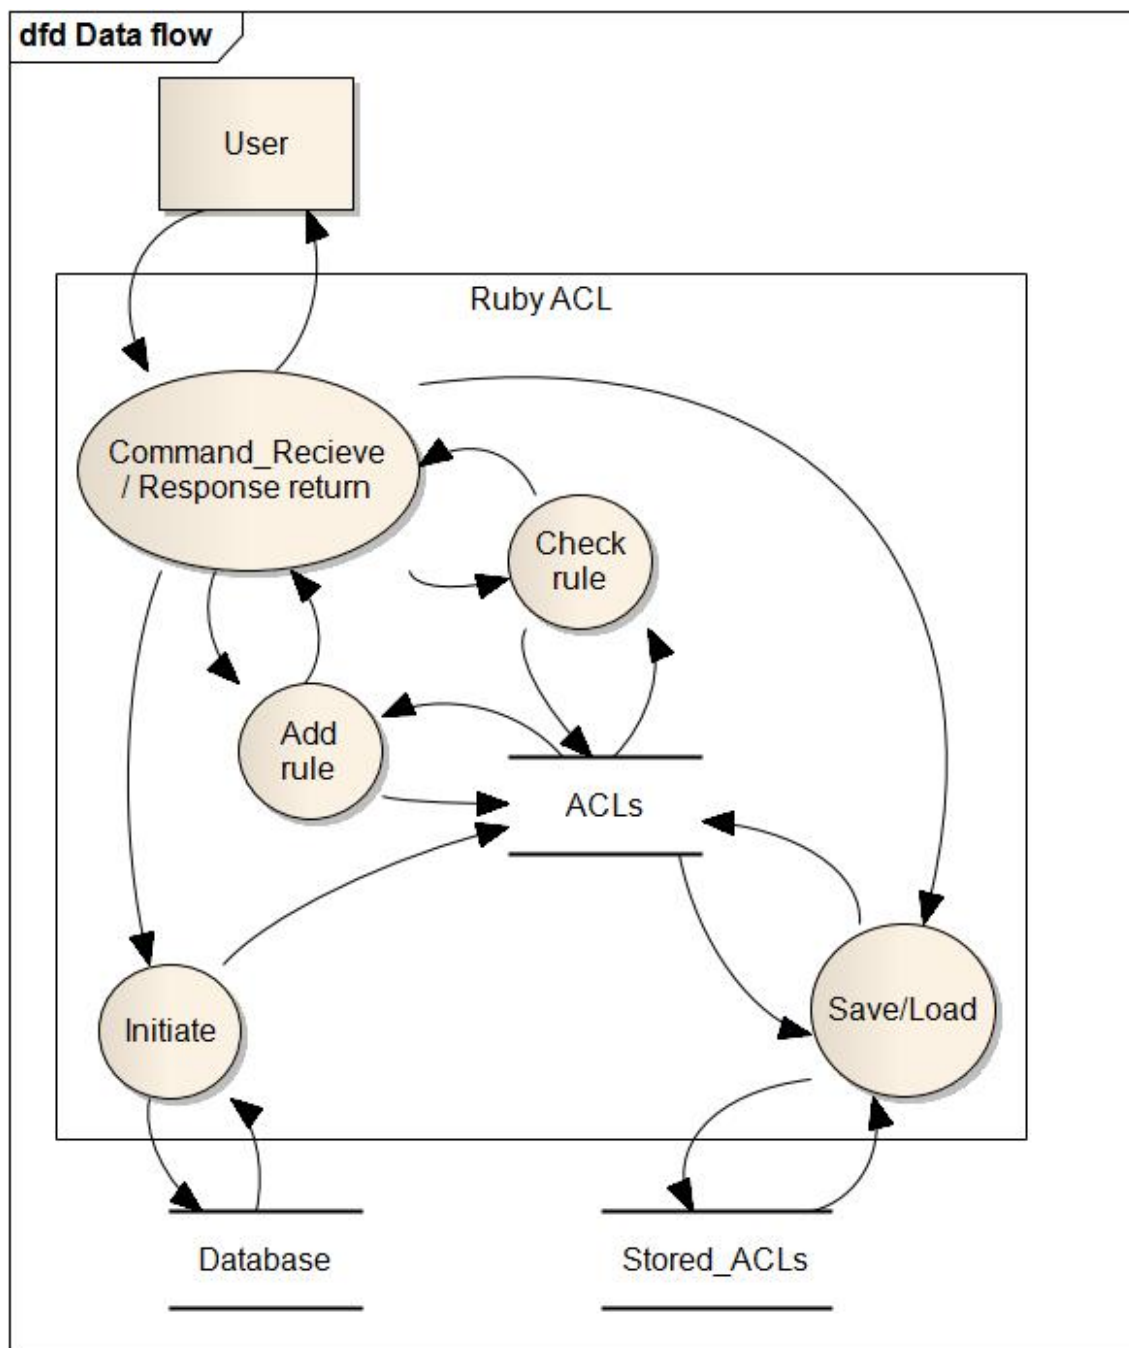 dfd Data flow
User
Ruby ACL
Command_Recieve
/ Response return
Check
rule
Add
rule
ACLs
Initiate
Save/Load
Database
Stored_ACLs